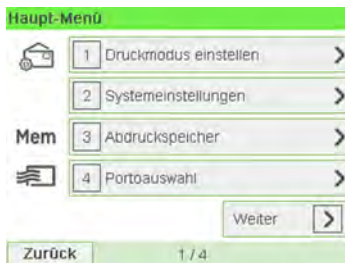 Haupt-Menü
1 Druckmodus einstellen
2 Systemeinstellungen
Mem 3 Abdruckspeicher
4 Portoauswahl
Weiter
Zurück 1 / 4